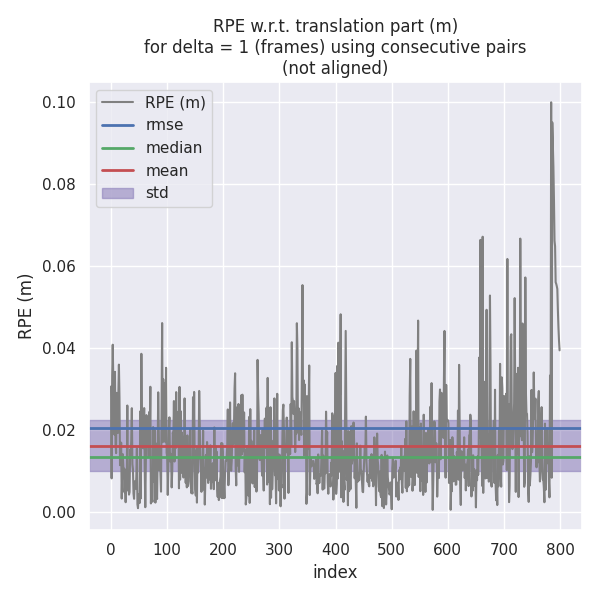 RPE w.r.t. translation part (m)
for delta = 1 (frames) using consecutive pairs
(not aligned)
RPE (m)
rmse
median
mean
std
0.10
0.08
0.06
0.04
0.02
0.00
RPE (m)
0 100 200 300 400 500 600 700 800
index